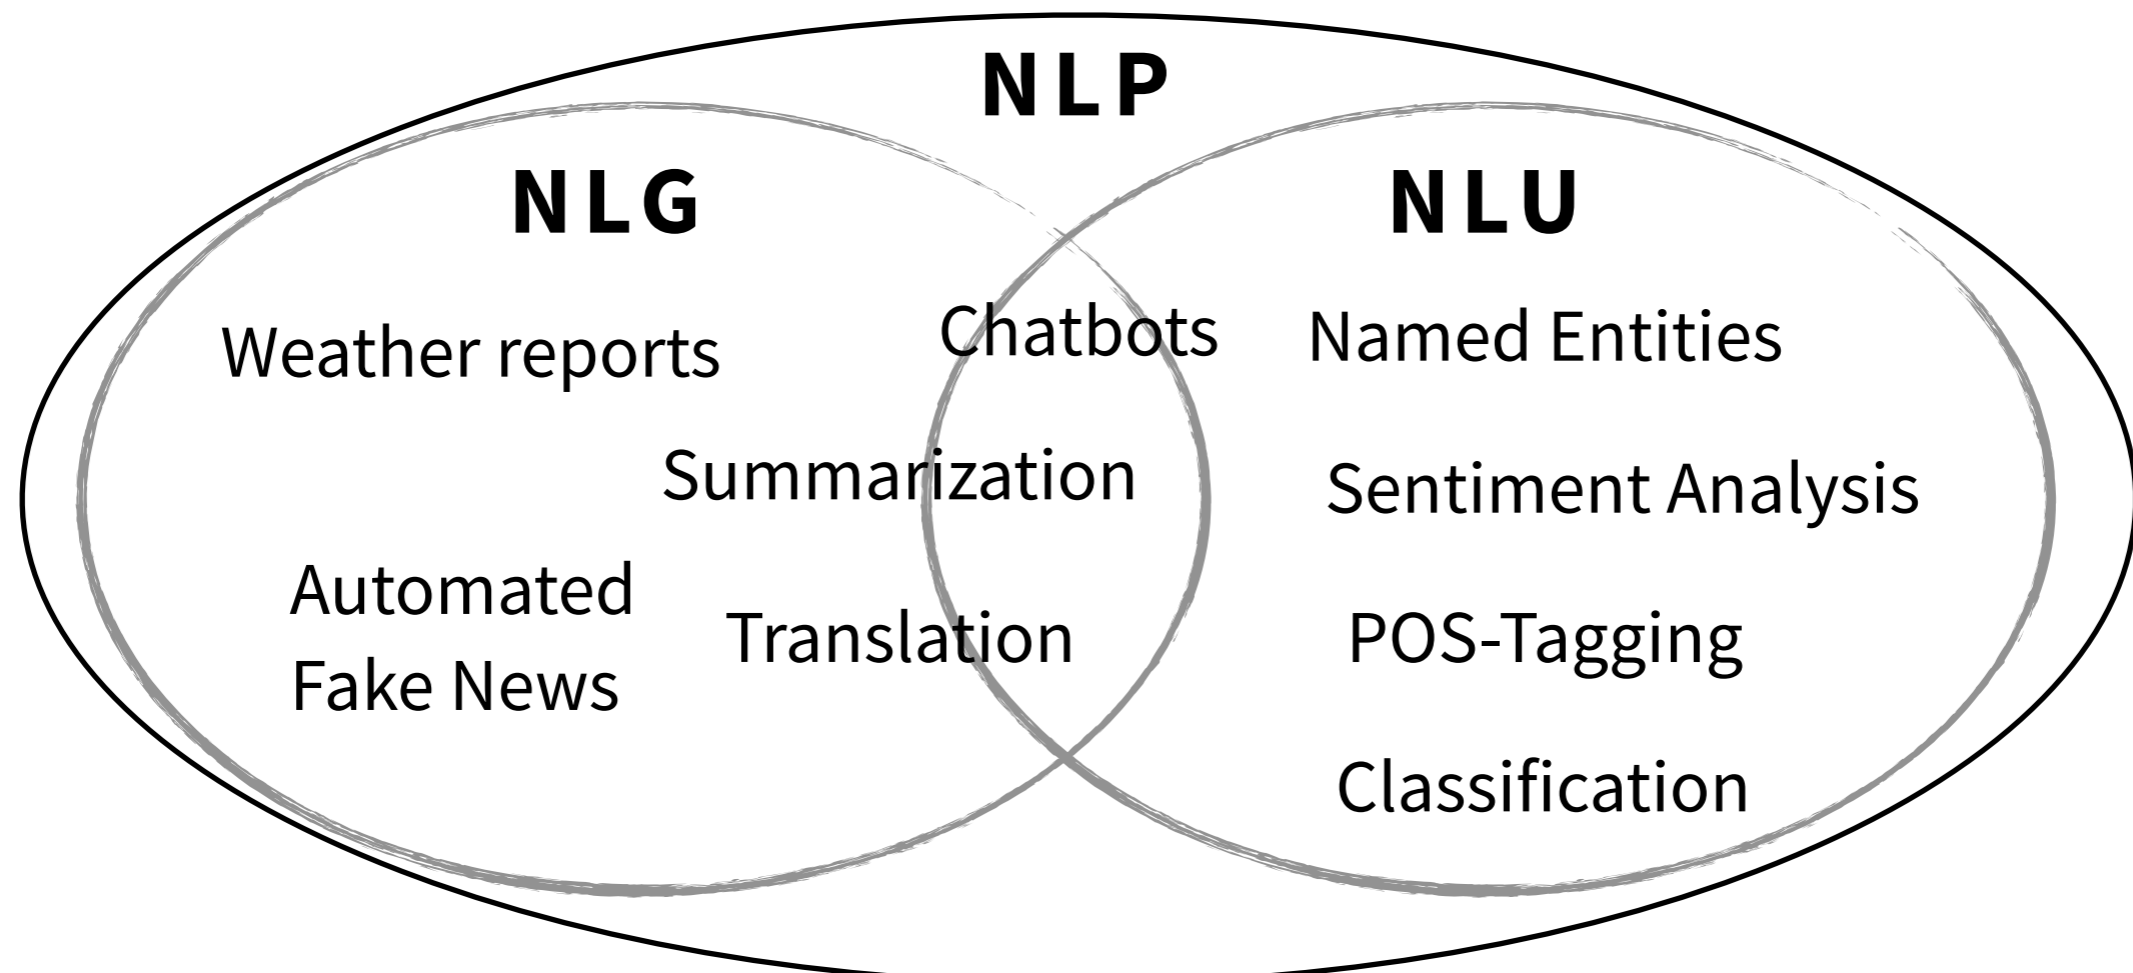 NLP
NLG
NLU
Weather reports
Chatbots
Named Entities
Summarization
Sentiment Analysis
Automated
Fake News
Translation
POS-Tagging
Classification